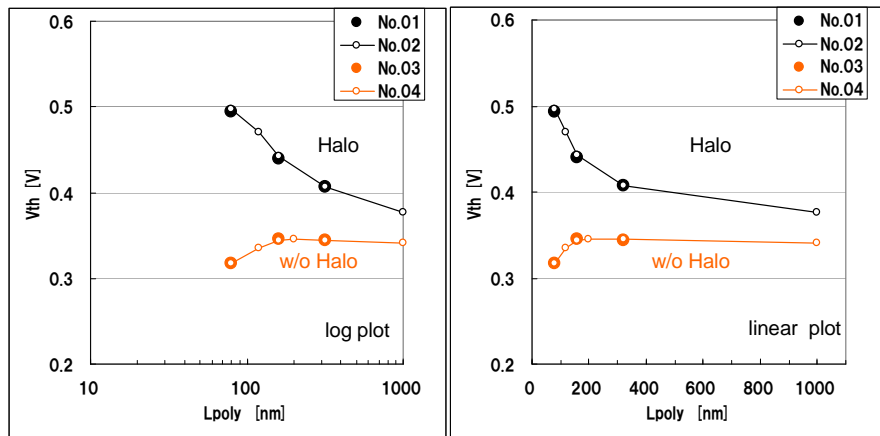 0.6
0.5
0.4
0.3
0.2
Vth [V]
No.01
No.02
No.03
No.04
Halo
w/o Halo
log plot
10
100
1000
Lpoly [nm]
0.6
0.5
0.4
0.3
0.2
No.01
No.02
No.03
No.04
Halo
w/o Halo
linear plot
0
200
400
600
800
1000
Lpoly [nm]